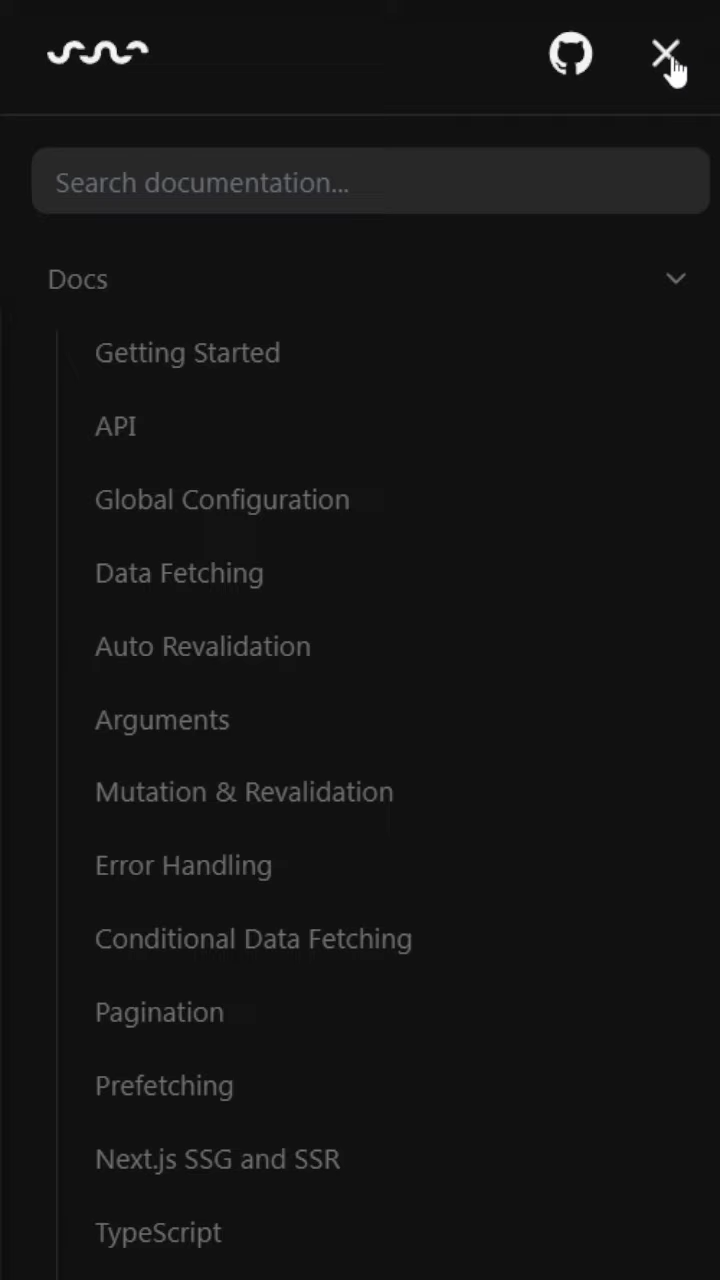 Search documentation...
Docs
Getting Started
API
Global Configuration
Data Fetching
Auto Revalidation
Arguments
Mutation & Revalidation
Error Handling
Conditional Data Fetching
Pagination
Prefetching
Next.js SSG and SSR
TypeScript